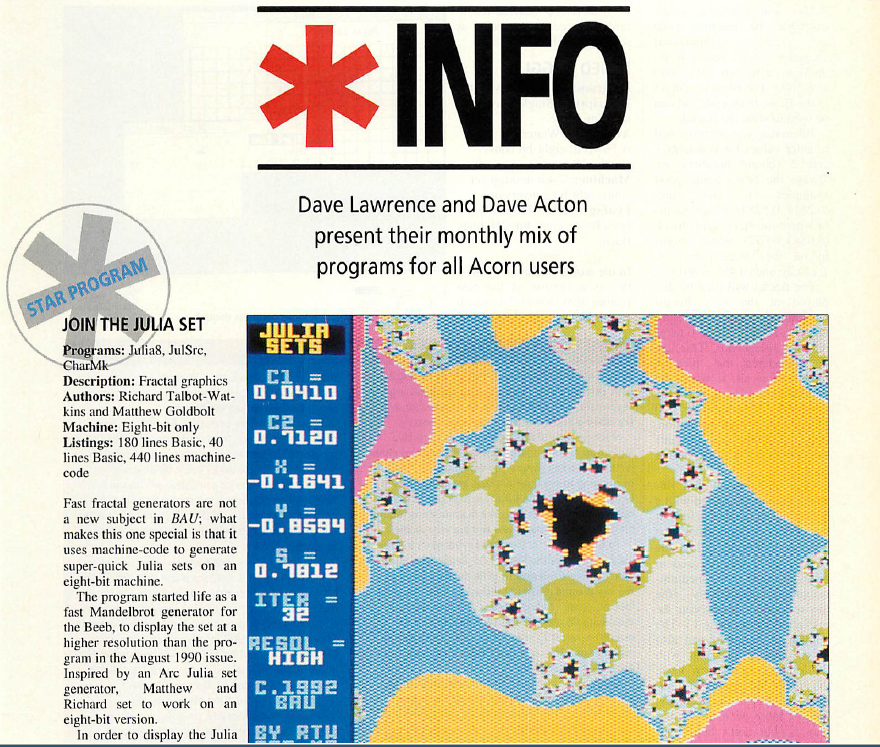 *INFO
Dave Lawrence and Dave Acton
present their monthly mix of
programs for all Acorn users
STAR PROGRAM
JOIN THE JULIA SET
Programs: Julia8, JulSrc,
CharMk
Description: Fractal graphics
Authors: Richard Talbot-Wat-
kins and Matthew Goldbolt
Machine: Eight-bit only
Listings: 180 lines Basic, 40
lines Basic, 440 lines machine-
code
Fast fractal generators are not
a new subject in BAU; what
makes this one special is that it
uses machine-code to generate
super-quick Julia sets on an
eight-bit machine.
The program started life as a
fast Mandelbrot generator for
the Beeb, to display the set at a
higher resolution than the pro-
gram in the August 1990 issue.
Inspired by an Arc Julia set
generator, Matthew and
Richard set to work on an
eight-bit version.
In order to display the Julia
JULIA
SETS
C1 =
0.0410
C2 =
0.7120
X =
-0.1641
Y =
-0.8594
S =
0.7812
ITER =
32
RESOL =
HIGH
C.1992
BAU
BY RTW